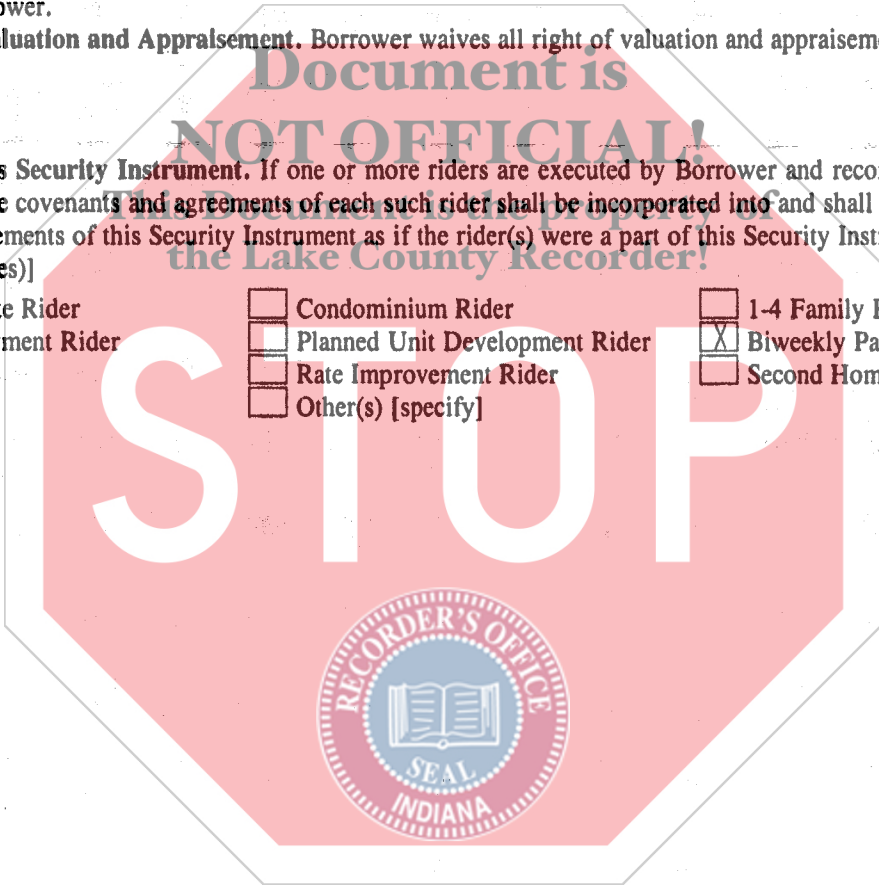 ower.
luation and Appraisement. Borrower waives all right of valuation and appraiseme
Document is
NOT OFFICIAL!
s Security Instrument. If one or more riders are executed by Borrower and reco
This Document is the property of
e covenants and agreements of each such rider shall be incorporated into and shall
ements of this Security Instrument as if the rider(s) were a part of this Security Inst
the Lake County Recorder!
es)]
e Rider
Condominium Rider
1-4 Family
ment Rider
Planned Unit Development Rider
X Biweekly Pa
Rate Improvement Rider
Second Hom
Other(s) [specify]
STOP
RECORDER'S OFFICE
SEAL
INDIANA